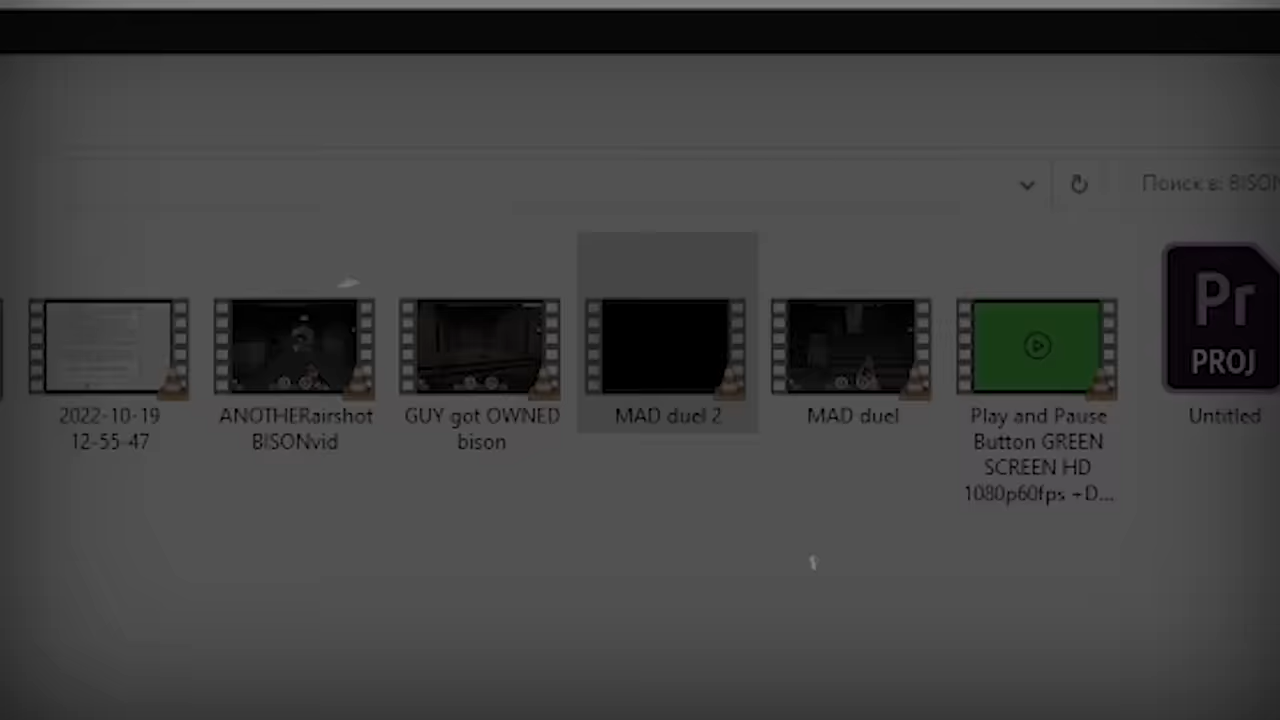 Поиск в: BISON
Pr
PROJ
2022-10-19
12-55-47
ANOTHERairshot
BISONvid
GUY got OWNED
bison
MAD duel 2
MAD duel
Play and Pause
Button GREEN
SCREEN HD
1080p60fps +D...
Untitled